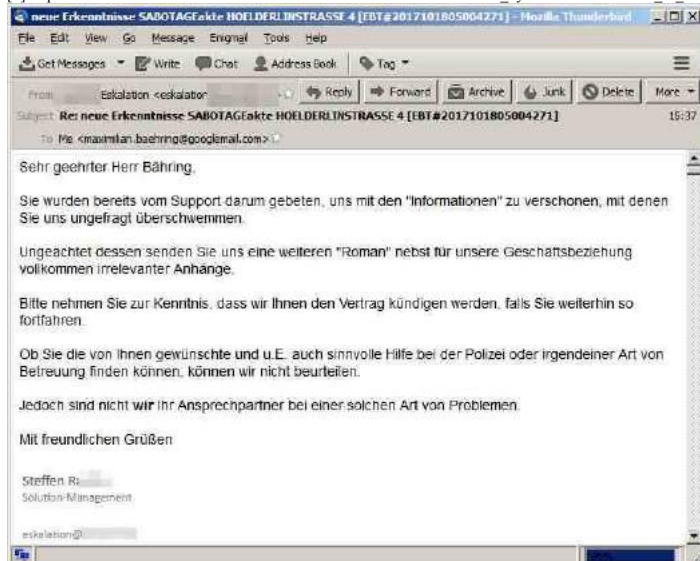 neue Erkenntnisse SABOTAGEakte HOELDERLINSTRASSE 4 [EBT#2017101805004271] - Mozilla Thunderbird
File Edit View Go Message Enigmail Tools Help
Get Messages Write Chat Address Book Tag
From Eskalation <eskalation Reply Forward Archive Junk Delete More
Subject Re: neue Erkenntnisse SABOTAGEakte HOELDERLINSTRASSE 4 [EBT#2017101805004271] 15:37
To Me <maximilian.baehring@googlemail.com>
Sehr geehrter Herr Bähring,
Sie wurden bereits vom Support darum gebeten, uns mit den "Informationen" zu verschonen, mit denen
Sie uns ungefragt überschwemmen.
Ungeachtet dessen senden Sie uns eine weiteren "Roman" nebst für unsere Geschäftsbeziehung
vollkommen irrelevanter Anhänge.
Bitte nehmen Sie zur Kenntnis, dass wir Ihnen den Vertrag kündigen werden, falls Sie weiterhin so
fortfahren.
Ob Sie die von Ihnen gewünschte und u.E. auch sinnvolle Hilfe bei der Polizei oder irgendeiner Art von
Betreuung finden können, können wir nicht beurteilen.
Jedoch sind nicht wir Ihr Ansprechpartner bei einer solchen Art von Problemen.
Mit freundlichen Grüßen
Steffen R
Solution-Management
eskalation@